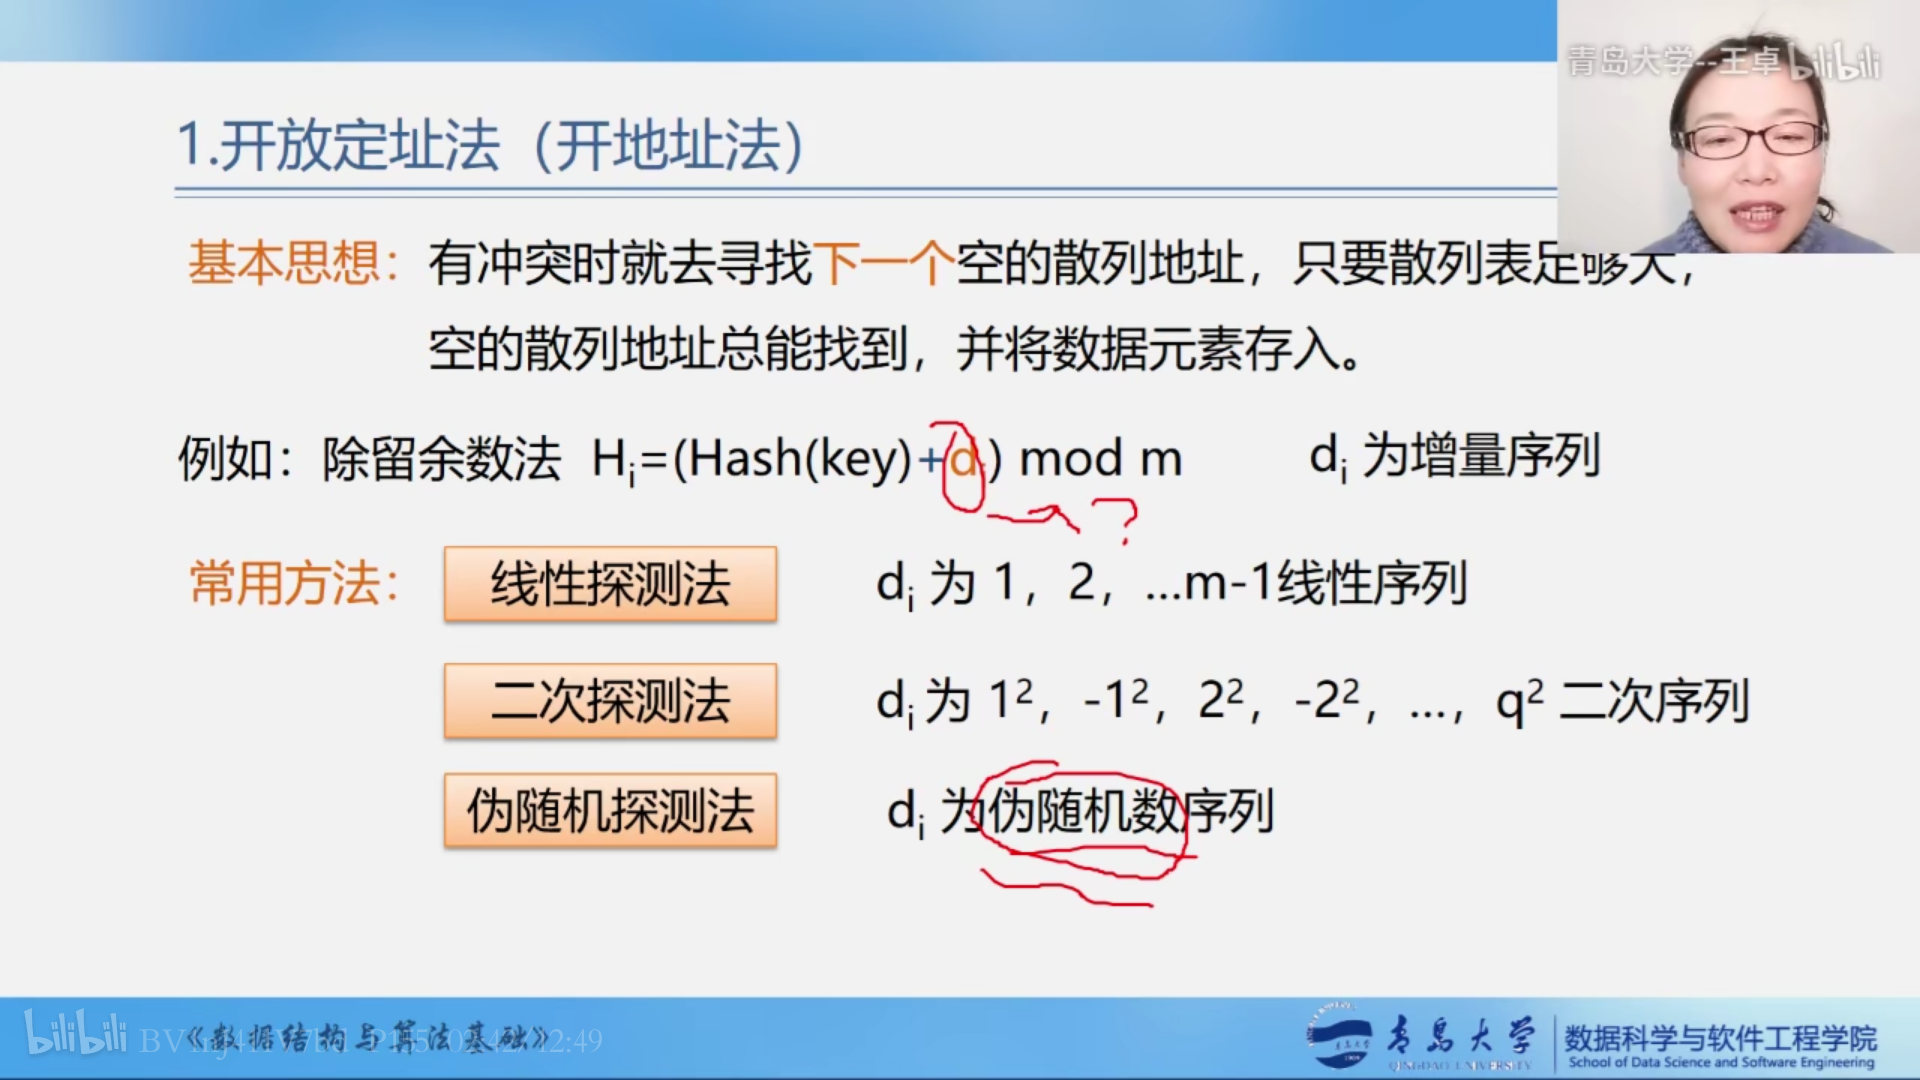 青岛大学--王卓 bilibili
1.开放定址法（开地址法）
基本思想：有冲突时就去寻找下一个空的散列地址，只要散列表足够大，
空的散列地址总能找到，并将数据元素存入。
例如：除留余数法 Hᵢ=(Hash(key)+dᵢ) mod m dᵢ 为增量序列
?
常用方法： 线性探测法 dᵢ 为 1，2，…m-1线性序列
二次探测法 dᵢ 为 1²，-1²，2²，-2²，…，q² 二次序列
伪随机探测法 dᵢ 为伪随机数序列
bilibili 《数据结构与算法基础》 12:49
青岛大学 数据科学与软件工程学院
QINGDAO UNIVERSITY School of Data Science and Software Engineering